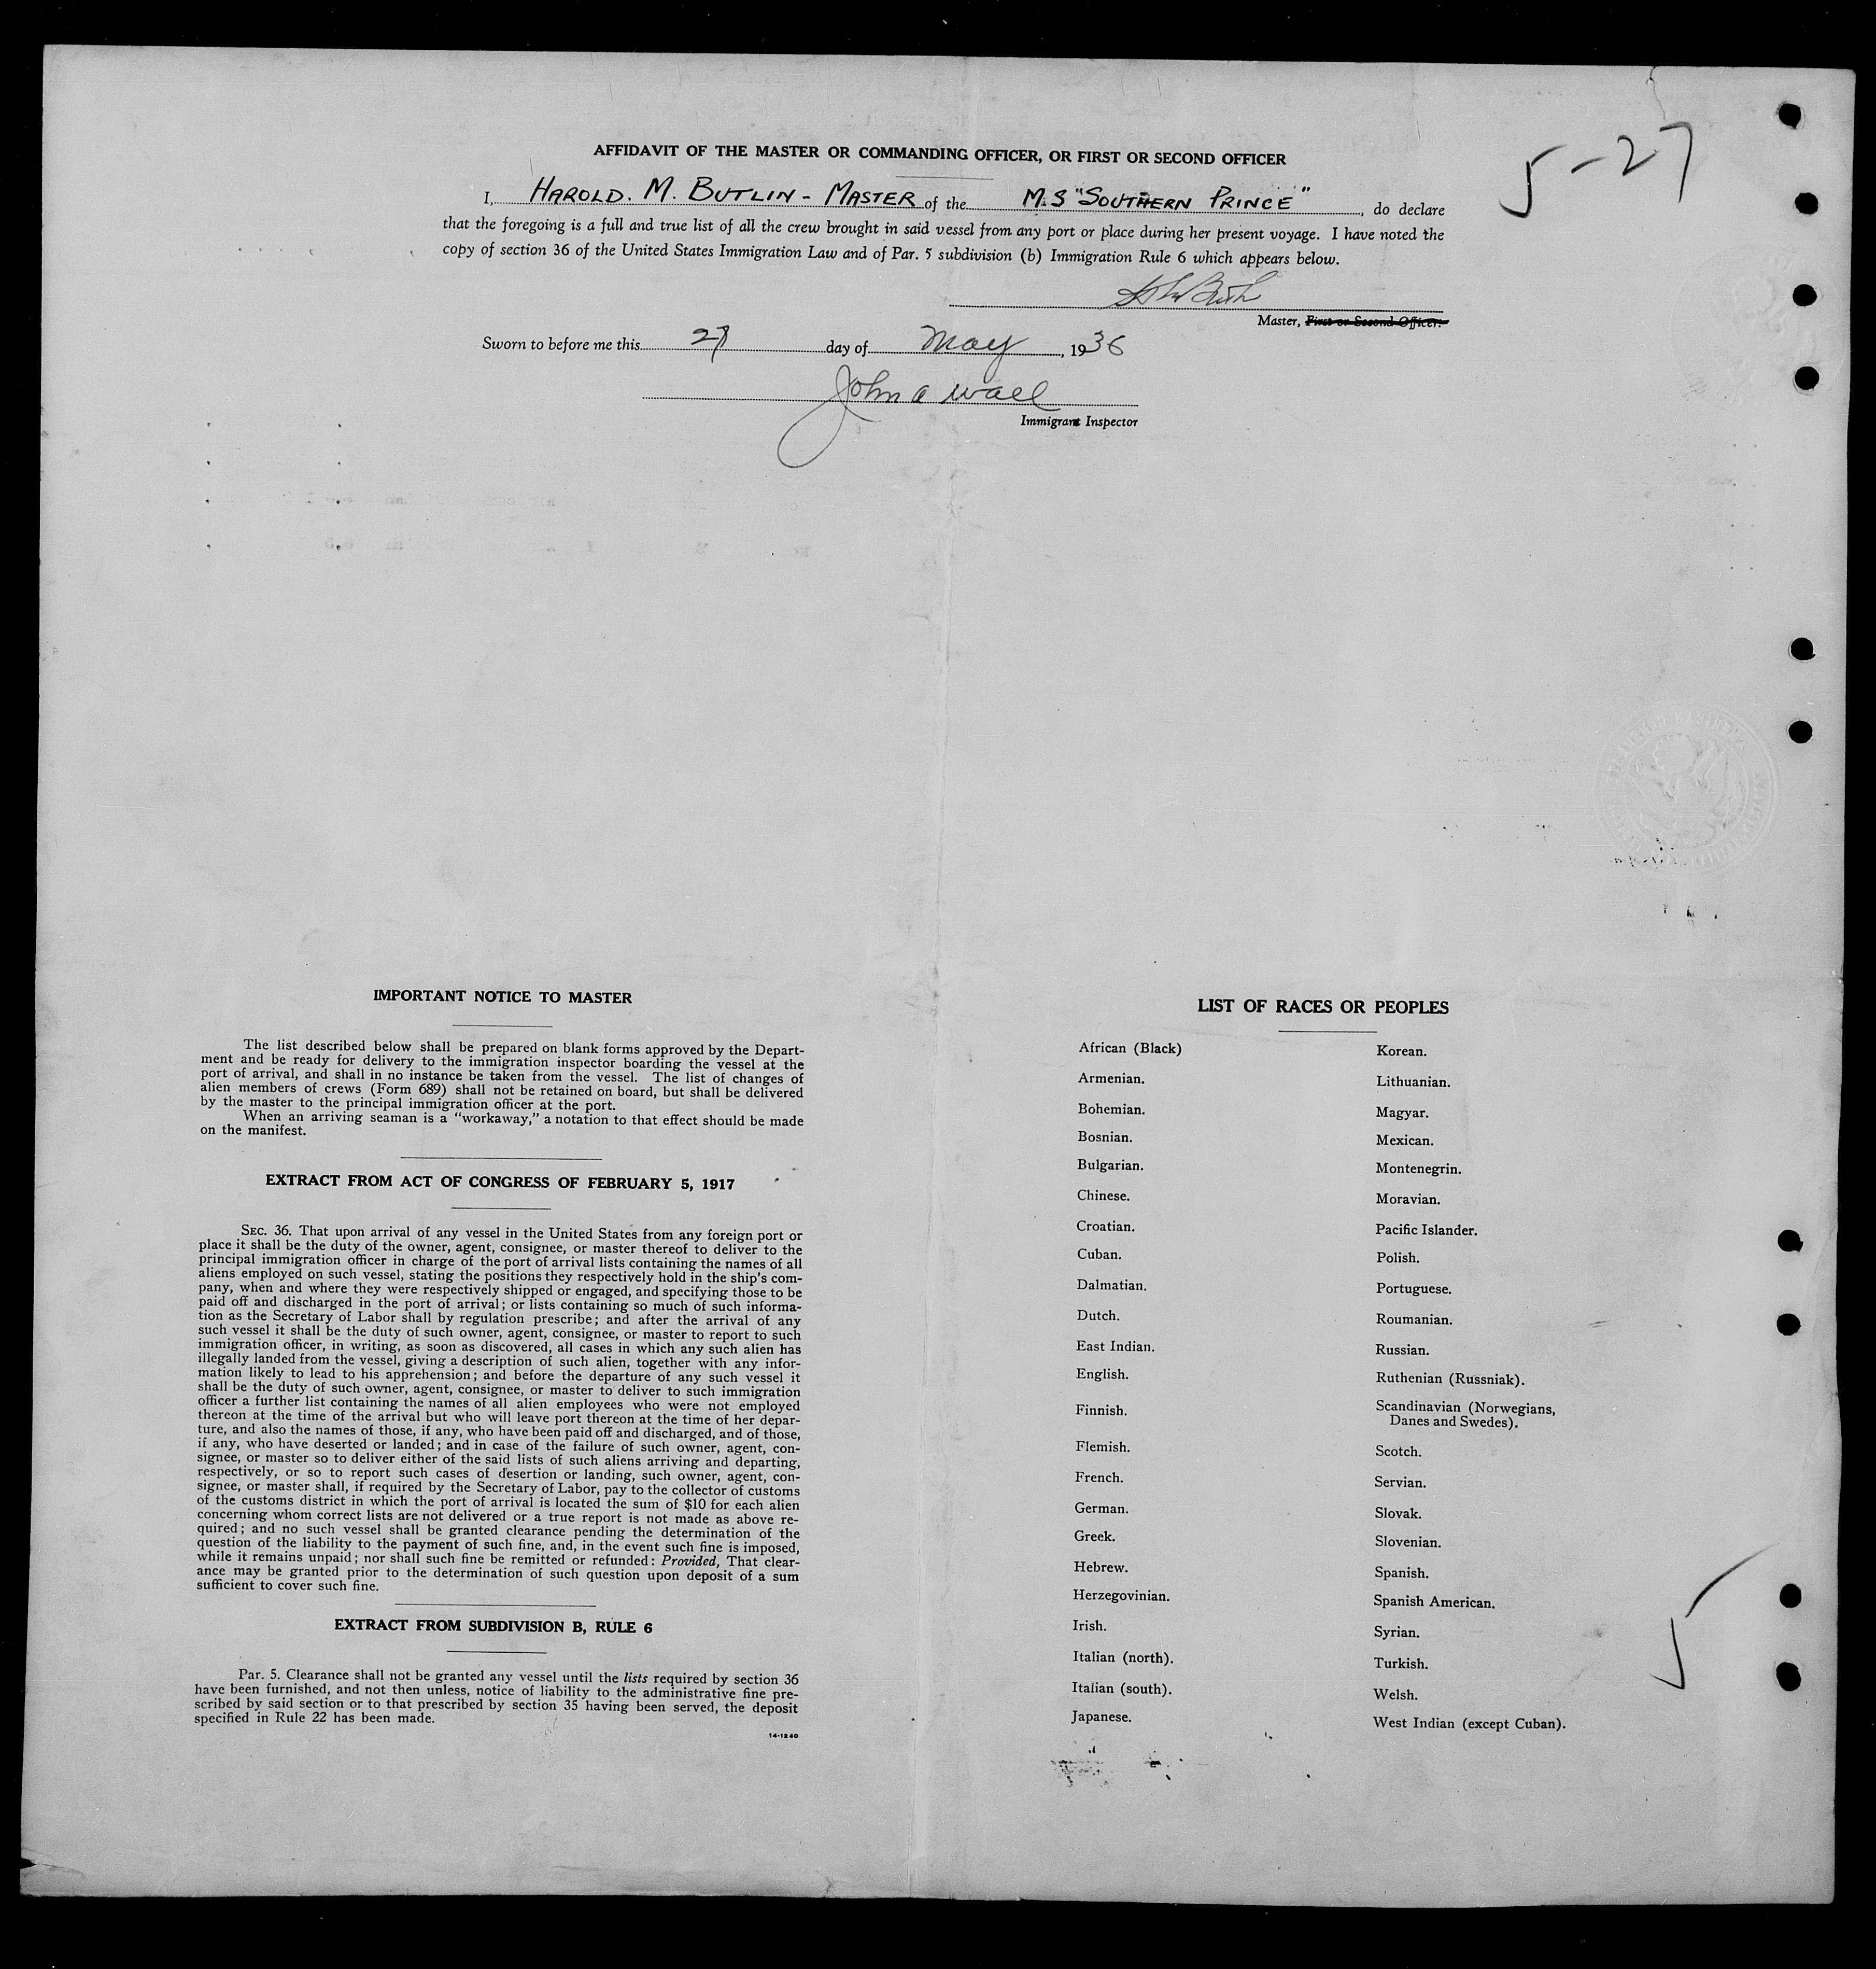 5-27
AFFIDAVIT OF THE MASTER OR COMMANDING OFFICER, OR FIRST OR SECOND OFFICER
I, HAROLD. M. BUTLIN - MASTER of the M.S "SOUTHERN PRINCE", do declare
that the foregoing is a full and true list of all the crew brought in said vessel from any port or place during her present voyage. I have noted the
copy of section 36 of the United States Immigration Law and of Par. 5 subdivision (b) Immigration Rule 6 which appears below.
Master, First or Second Officer.
Sworn to before me this 27 day of May, 1936
John A Wall
Immigrant Inspector
IMPORTANT NOTICE TO MASTER
The list described below shall be prepared on blank forms approved by the Depart-
ment and be ready for delivery to the immigration inspector boarding the vessel at the
port of arrival, and shall in no instance be taken from the vessel. The list of changes of
alien members of crews (Form 689) shall not be retained on board, but shall be delivered
by the master to the principal immigration officer at the port.
When an arriving seaman is a "workaway," a notation to that effect should be made
on the manifest.
EXTRACT FROM ACT OF CONGRESS OF FEBRUARY 5, 1917
SEC. 36. That upon arrival of any vessel in the United States from any foreign port or
place it shall be the duty of the owner, agent, consignee, or master thereof to deliver to the
principal immigration officer in charge of the port of arrival lists containing the names of all
aliens employed on such vessel, stating the positions they respectively hold in the ship's com-
pany, when and where they were respectively shipped or engaged, and specifying those to be
paid off and discharged in the port of arrival; or lists containing so much of such informa-
tion as the Secretary of Labor shall by regulation prescribe; and after the arrival of any
such vessel it shall be the duty of such owner, agent, consignee, or master to report to such
immigration officer, in writing, as soon as discovered, all cases in which any such alien has
illegally landed from the vessel, giving a description of such alien, together with any infor-
mation likely to lead to his apprehension; and before the departure of any such vessel it
shall be the duty of such owner, agent, consignee, or master to deliver to such immigration
officer a further list containing the names of all alien employees who were not employed
thereon at the time of the arrival but who will leave port thereon at the time of her depar-
ture, and also the names of those, if any, who have been paid off and discharged, and of those,
if any, who have deserted or landed; and in case of the failure of such owner, agent, con-
signee, or master so to deliver either of the said lists of such aliens arriving and departing,
respectively, or so to report such cases of desertion or landing, such owner, agent, con-
signee, or master shall, if required by the Secretary of Labor, pay to the collector of customs
of the customs district in which the port of arrival is located the sum of $10 for each alien
concerning whom correct lists are not delivered or a true report is not made as above re-
quired; and no such vessel shall be granted clearance pending the determination of the
question of the liability to the payment of such fine, and, in the event such fine is imposed,
while it remains unpaid; nor shall such fine be remitted or refunded: Provided, That clear-
ance may be granted prior to the determination of such question upon deposit of a sum
sufficient to cover such fine.
EXTRACT FROM SUBDIVISION B, RULE 6
Par. 5. Clearance shall not be granted any vessel until the lists required by section 36
have been furnished, and not then unless, notice of liability to the administrative fine pre-
scribed by said section or to that prescribed by section 35 having been served, the deposit
specified in Rule 22 has been made.
14-1240
LIST OF RACES OR PEOPLES
African (Black)
Armenian.
Bohemian.
Bosnian.
Bulgarian.
Chinese.
Croatian.
Cuban.
Dalmatian.
Dutch.
East Indian.
English.
Finnish.
Flemish.
French.
German.
Greek.
Hebrew.
Herzegovinian.
Irish.
Italian (north).
Italian (south).
Japanese.
Korean.
Lithuanian.
Magyar.
Mexican.
Montenegrin.
Moravian.
Pacific Islander.
Polish.
Portuguese.
Roumanian.
Russian.
Ruthenian (Russniak).
Scandinavian (Norwegians,
Danes and Swedes).
Scotch.
Servian.
Slovak.
Slovenian.
Spanish.
Spanish American.
Syrian.
Turkish.
Welsh.
West Indian (except Cuban).